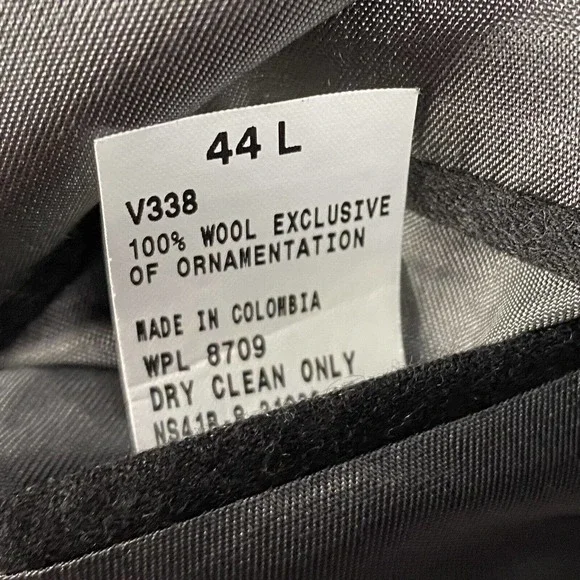 44 L
V338
100% WOOL EXCLUSIVE
OF ORNAMENTATION
MADE IN COLOMBIA
WPL 8709
DRY CLEAN ONLY